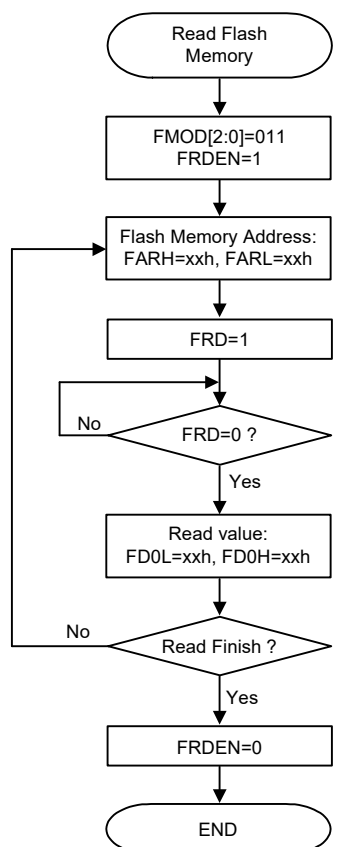 Read Flash
Memory
FMOD[2:0]=011
FRDEN=1
Flash Memory Address:
FARH=xxh, FARL=xxh
FRD=1
No
FRD=0 ?
Yes
Read value:
FD0L=xxh, FD0H=xxh
No
Read Finish ?
Yes
FRDEN=0
END